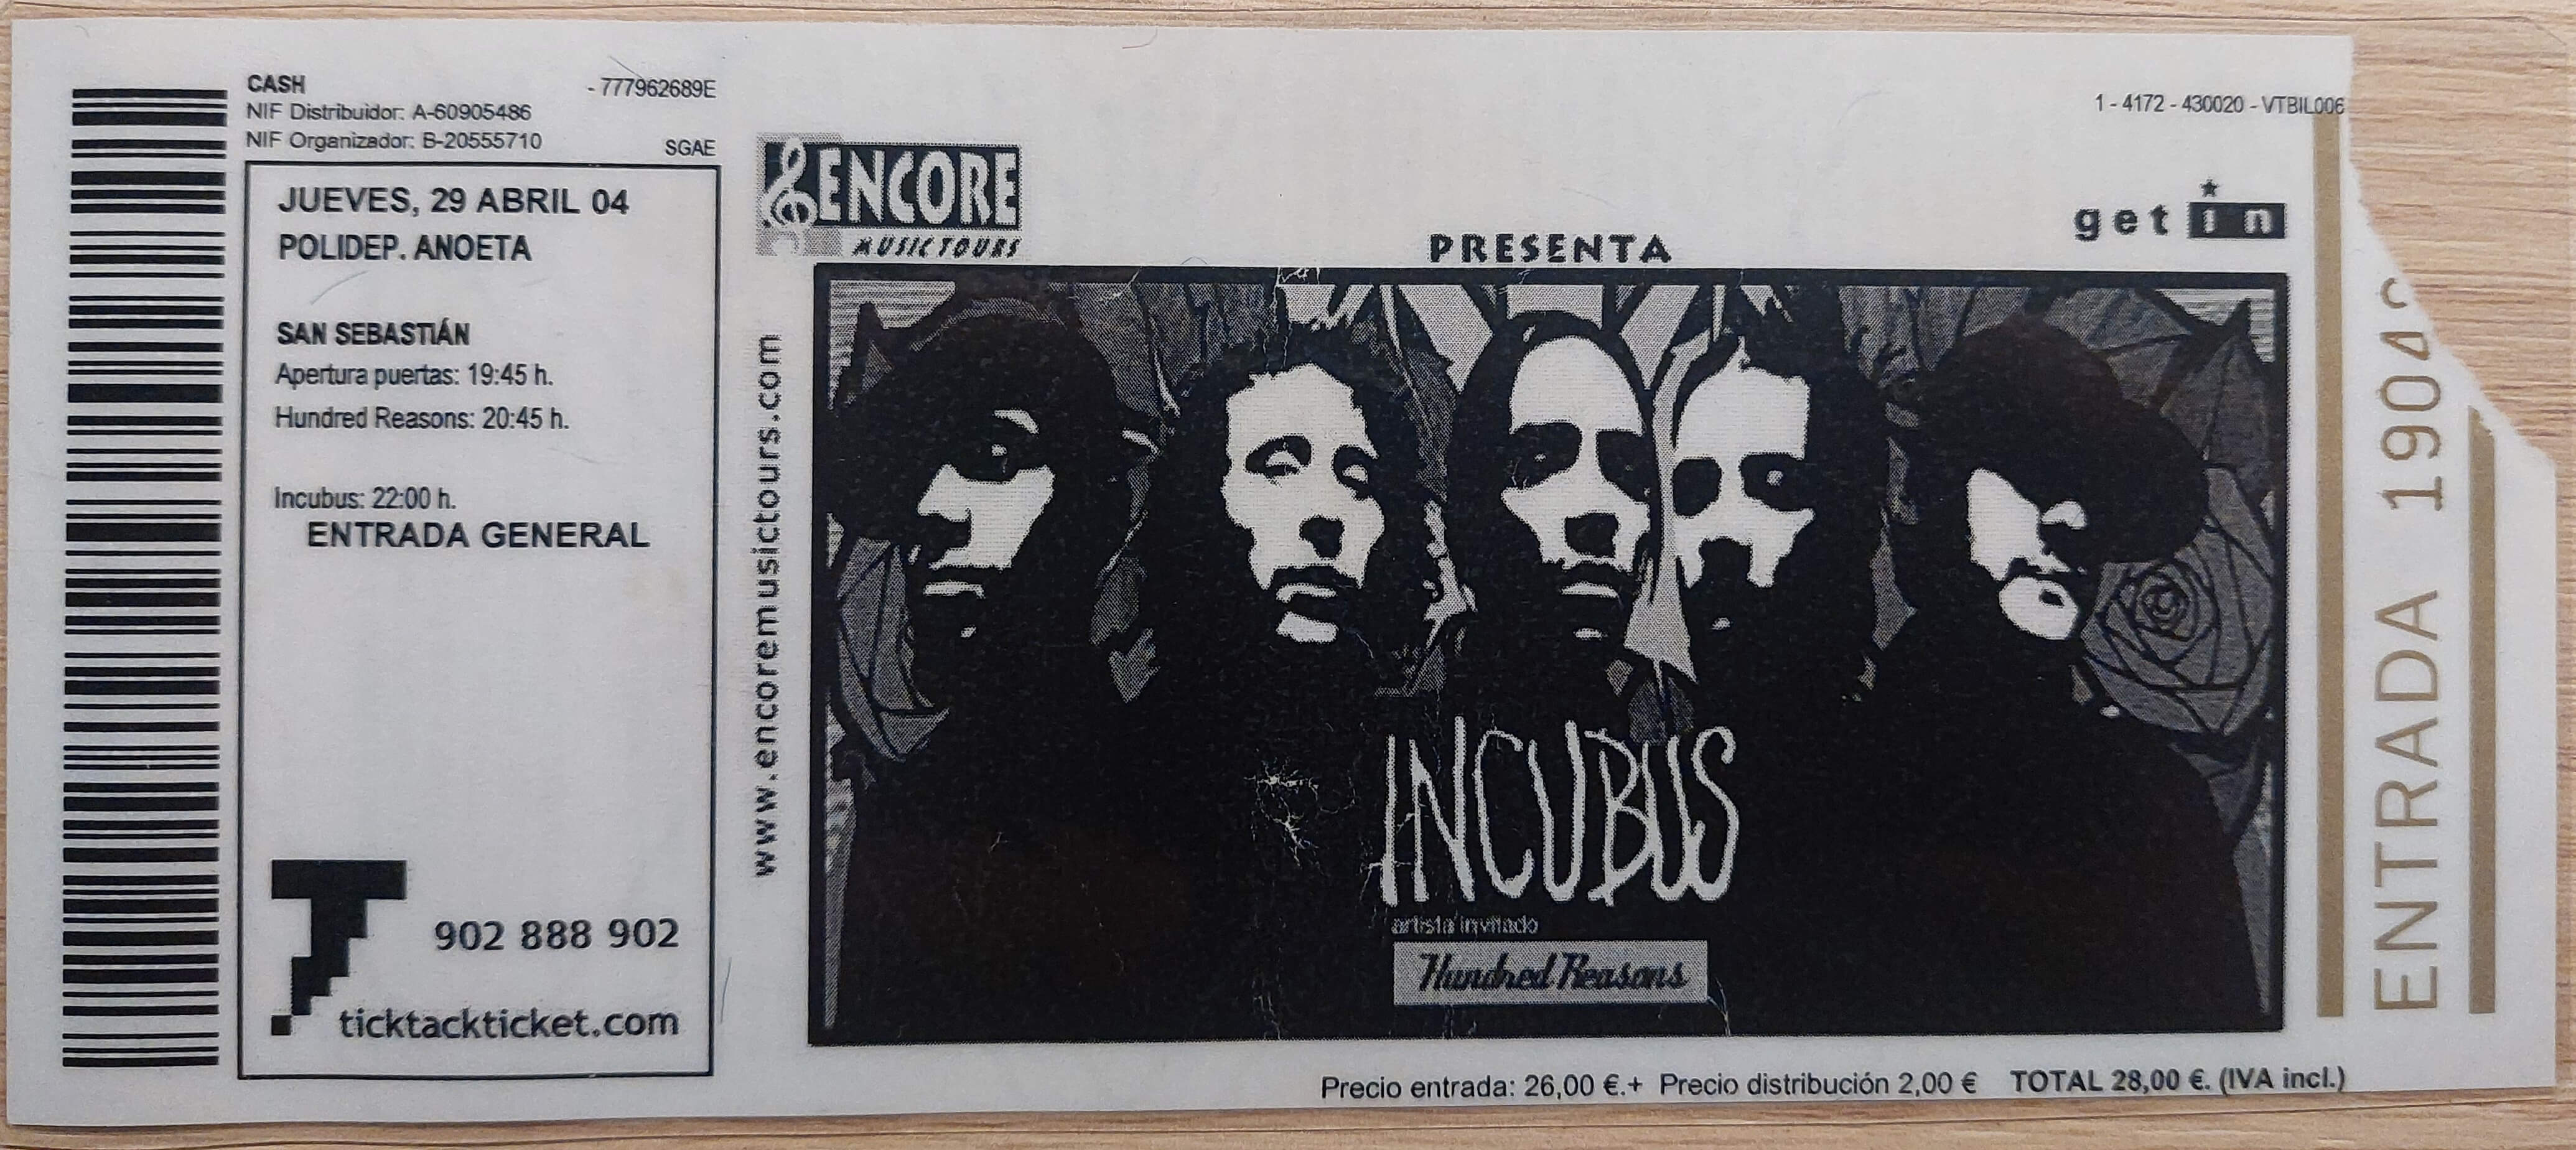 CASH
- 777962689E
NIF Distribuidor: A-60905486
NIF Organizador: B-20555710
SGAE
JUEVES, 29 ABRIL 04
POLIDEP. ANOETA
SAN SEBASTIÁN
Apertura puertas: 19:45 h.
Hundred Reasons: 20:45 h.
Incubus: 22:00 h.
ENTRADA GENERAL
902 888 902
ticktackticket.com
ENCORE
MUSIC TOURS
www.encoremusictours.com
PRESENTA
1 - 4172 - 430020 - VTBIL006
get in
INCUBUS
artista invitado
Hundred Reasons
Precio entrada: 26,00 €.+ Precio distribución 2,00 € TOTAL 28,00 €. (IVA incl.)
ENTRADA 1904